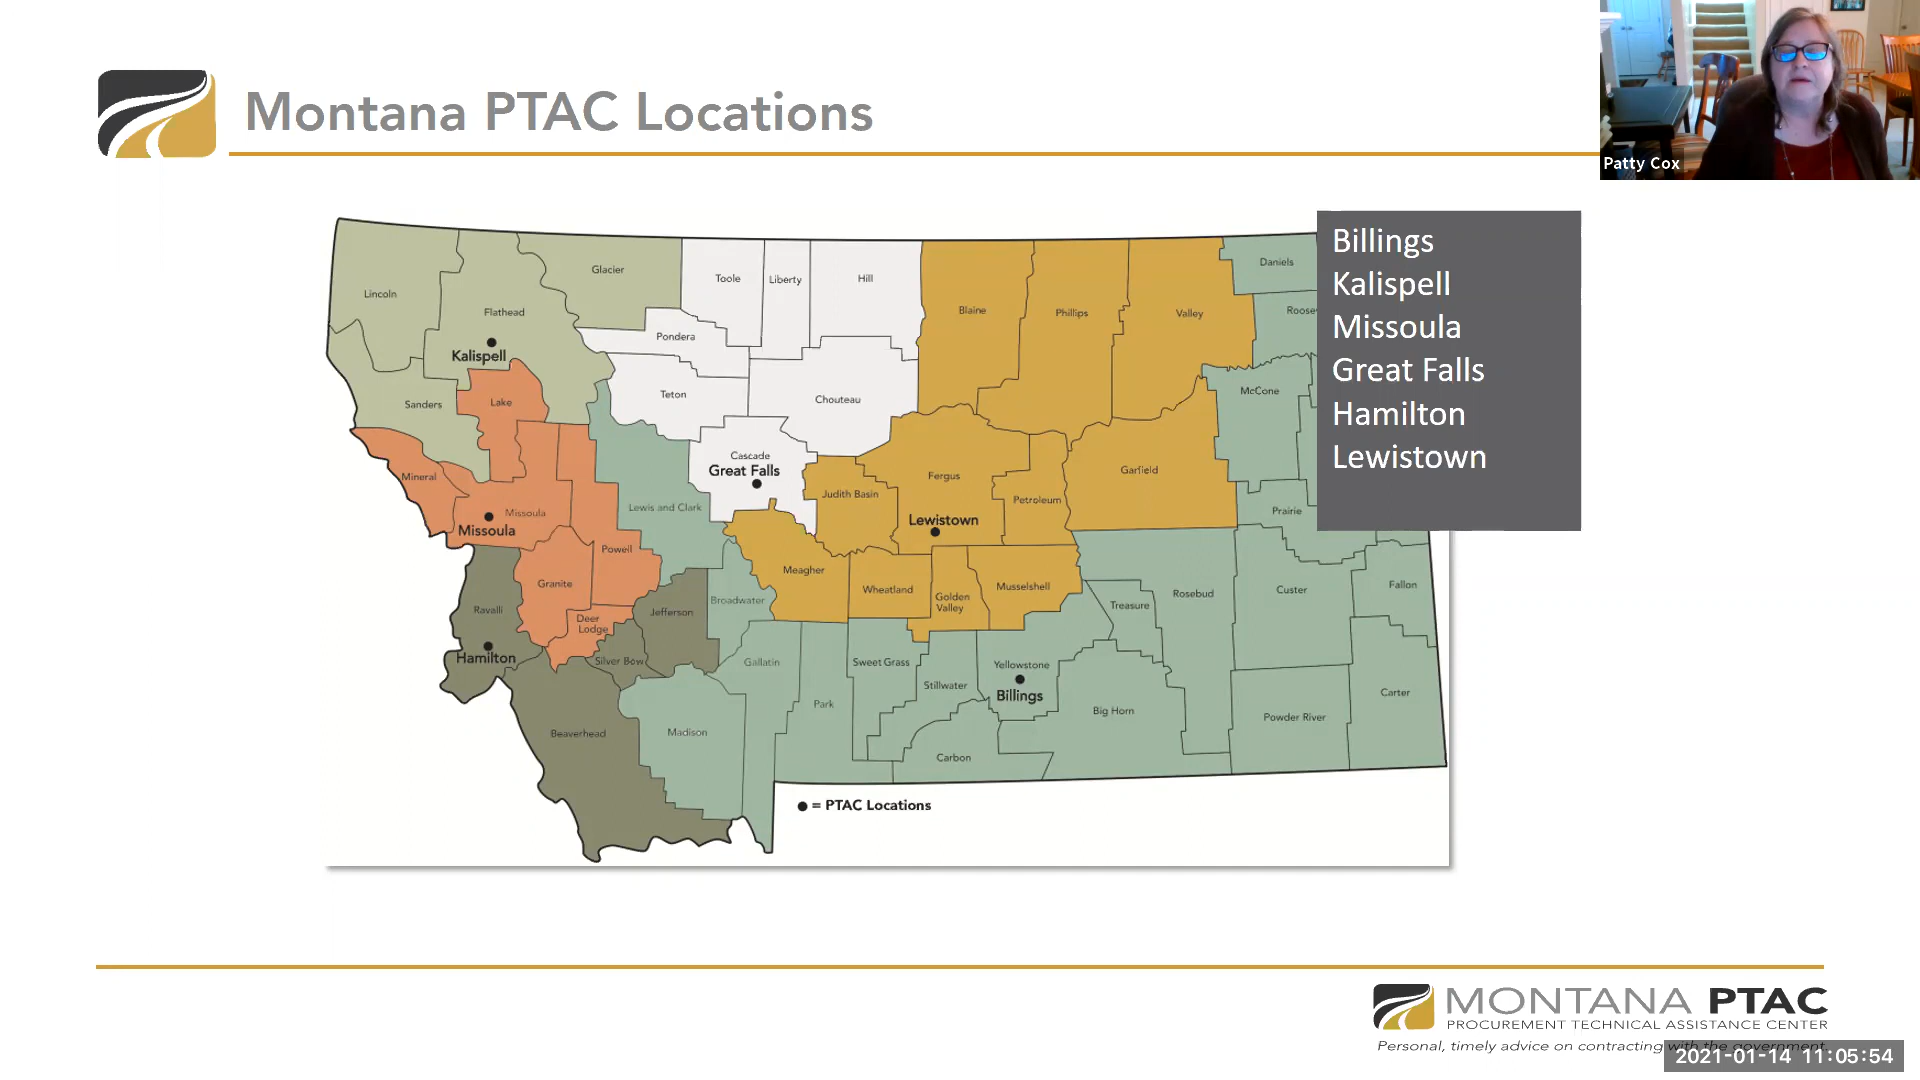 Montana PTAC Locations
Patty Cox
Billings
Kalispell
Missoula
Great Falls
Hamilton
Lewistown
Lincoln
Flathead
Glacier
Toole
Liberty
Hill
Blaine
Phillips
Valley
Daniels
Roosev
Pondera
Kalispell
Sanders
Lake
Teton
Chouteau
McCone
Mineral
Missoula
Missoula
Lewis and Clark
Cascade
Great Falls
Judith Basin
Fergus
Lewistown
Petroleum
Garfield
Prairie
Powell
Granite
Deer
Lodge
Ravalli
Hamilton
Silver Bow
Jefferson
Broadwater
Meagher
Wheatland
Golden
Valley
Musselshell
Treasure
Rosebud
Custer
Fallon
Beaverhead
Madison
Gallatin
Park
Sweet Grass
Stillwater
Yellowstone
Billings
Carbon
Big Horn
Powder River
Carter
= PTAC Locations
MONTANA PTAC
PROCUREMENT TECHNICAL ASSISTANCE CENTER
Personal, timely advice on contracting with the government.
2021-01-14 11:05:54